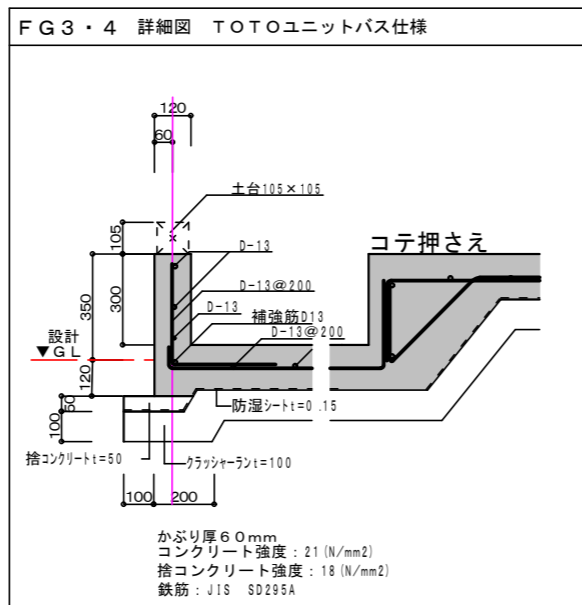 FG3・4 詳細図 TOTOユニットバス仕様
120
60
土台105×105
105
D-13
コテ押さえ
350
300
D-13@200
D-13
補強筋D13
D-13@200
設計
▼GL
120
防湿シートt=0.15
50
100
捨コンクリートt=50
クラッシャーランt=100
100
200
かぶり厚60mm
コンクリート強度:21(N/mm2)
捨コンクリート強度:18(N/mm2)
鉄筋:JIS SD295A